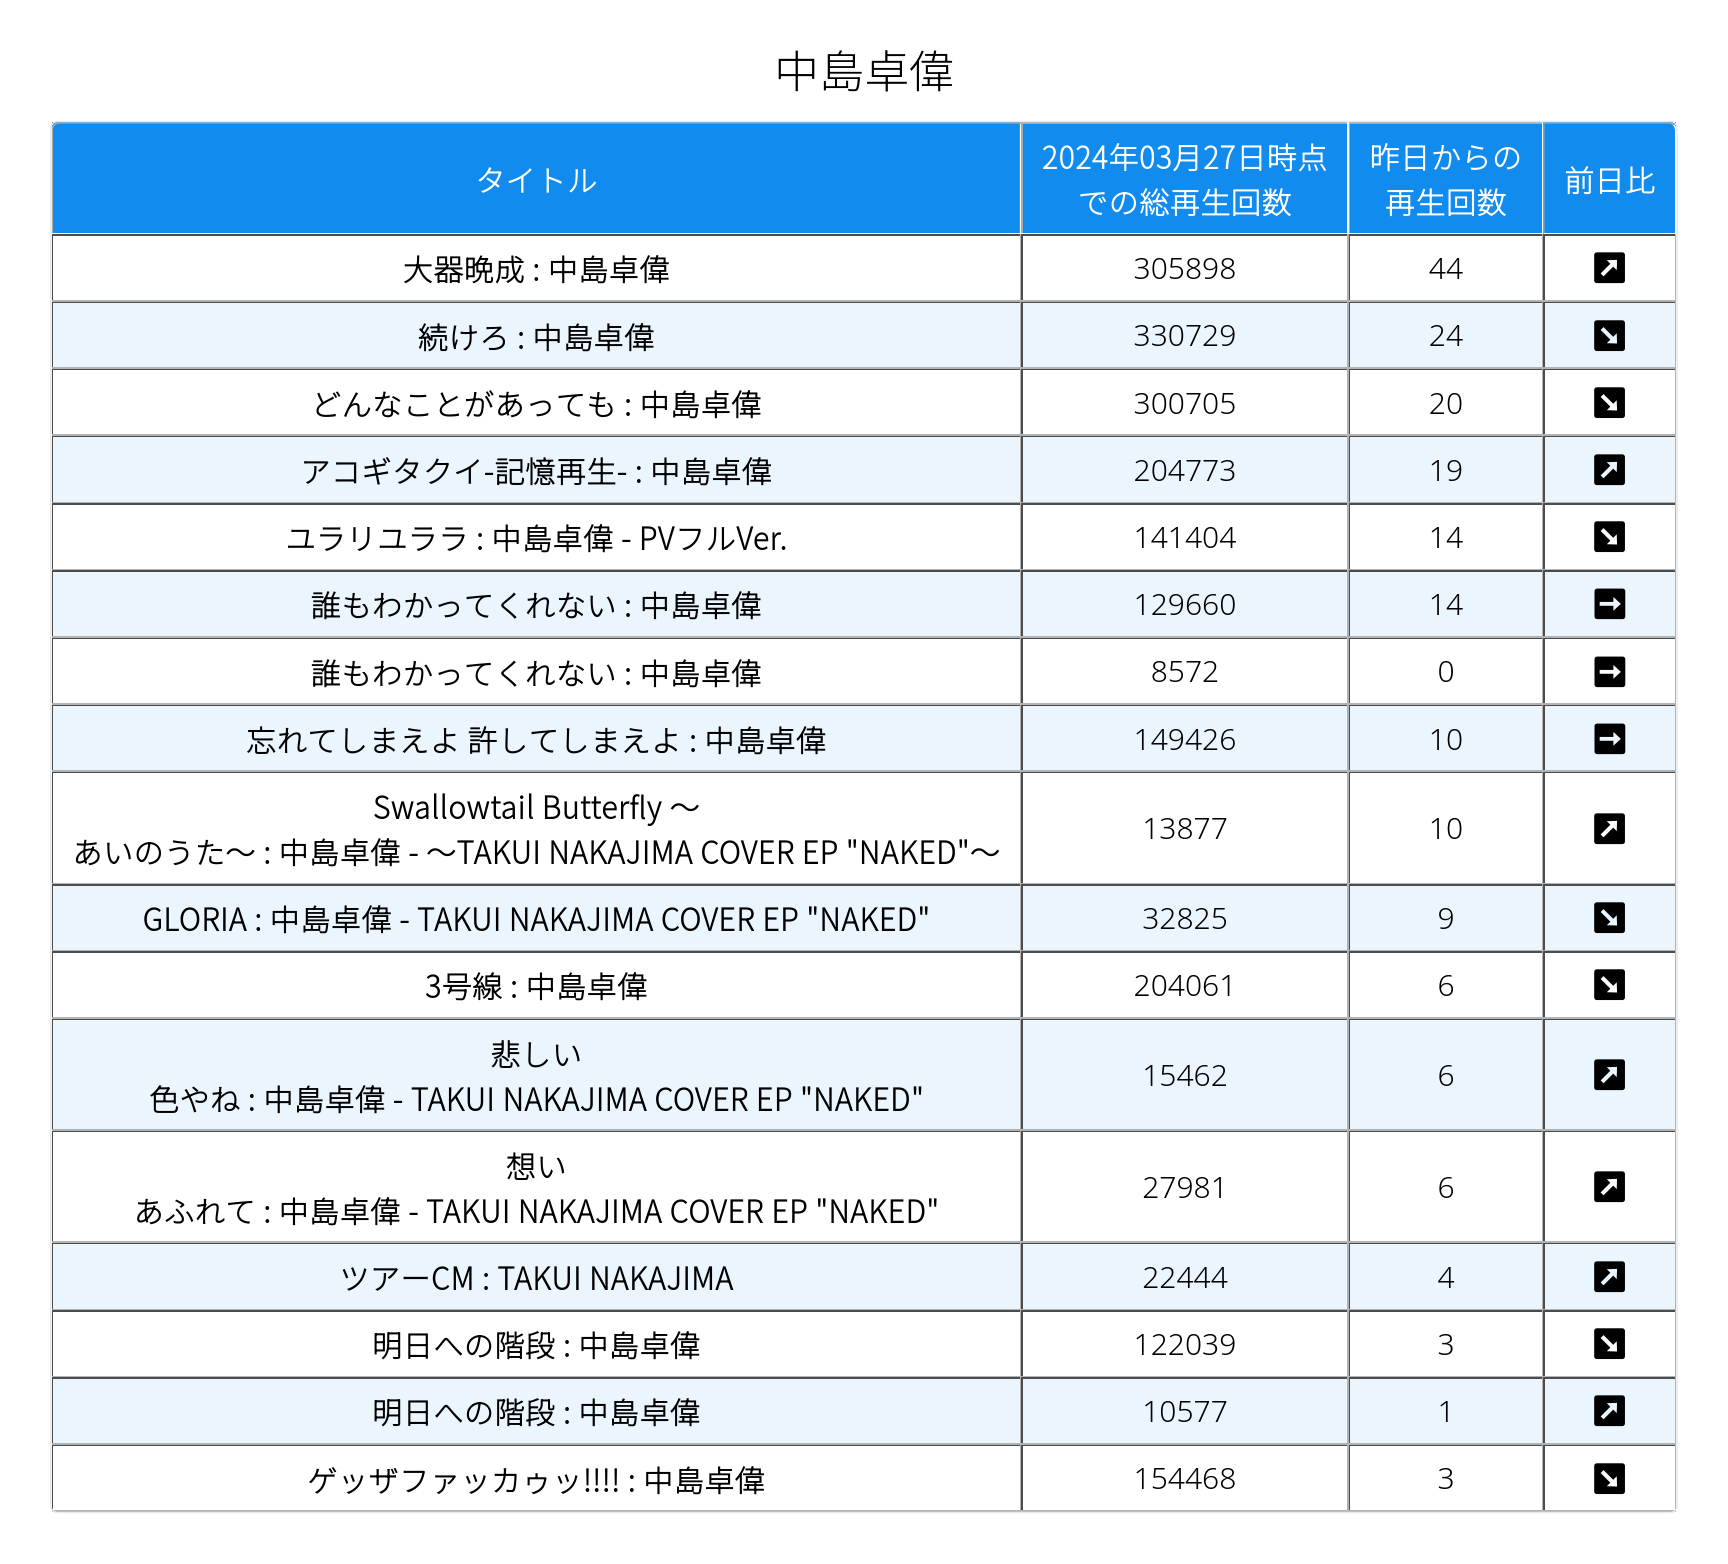 中島卓偉
タイトル
2024年03月27日時点
での総再生回数
昨日からの
再生回数
前日比
大器晩成 : 中島卓偉
305898
44
続けろ : 中島卓偉
330729
24
どんなことがあっても : 中島卓偉
300705
20
アコギタクイ-記憶再生- : 中島卓偉
204773
19
ユラリユララ : 中島卓偉 - PVフルVer.
141404
14
誰もわかってくれない : 中島卓偉
129660
14
誰もわかってくれない : 中島卓偉
8572
0
忘れてしまえよ 許してしまえよ : 中島卓偉
149426
10
Swallowtail Butterfly 〜
あいのうた〜 : 中島卓偉 - 〜TAKUI NAKAJIMA COVER EP "NAKED"〜
13877
10
GLORIA : 中島卓偉 - TAKUI NAKAJIMA COVER EP "NAKED"
32825
9
3号線 : 中島卓偉
204061
6
悲しい
色やね : 中島卓偉 - TAKUI NAKAJIMA COVER EP "NAKED"
15462
6
想い
あふれて : 中島卓偉 - TAKUI NAKAJIMA COVER EP "NAKED"
27981
6
ツアーCM : TAKUI NAKAJIMA
22444
4
明日への階段 : 中島卓偉
122039
3
明日への階段 : 中島卓偉
10577
1
ゲッザファッカゥッ!!!! : 中島卓偉
154468
3